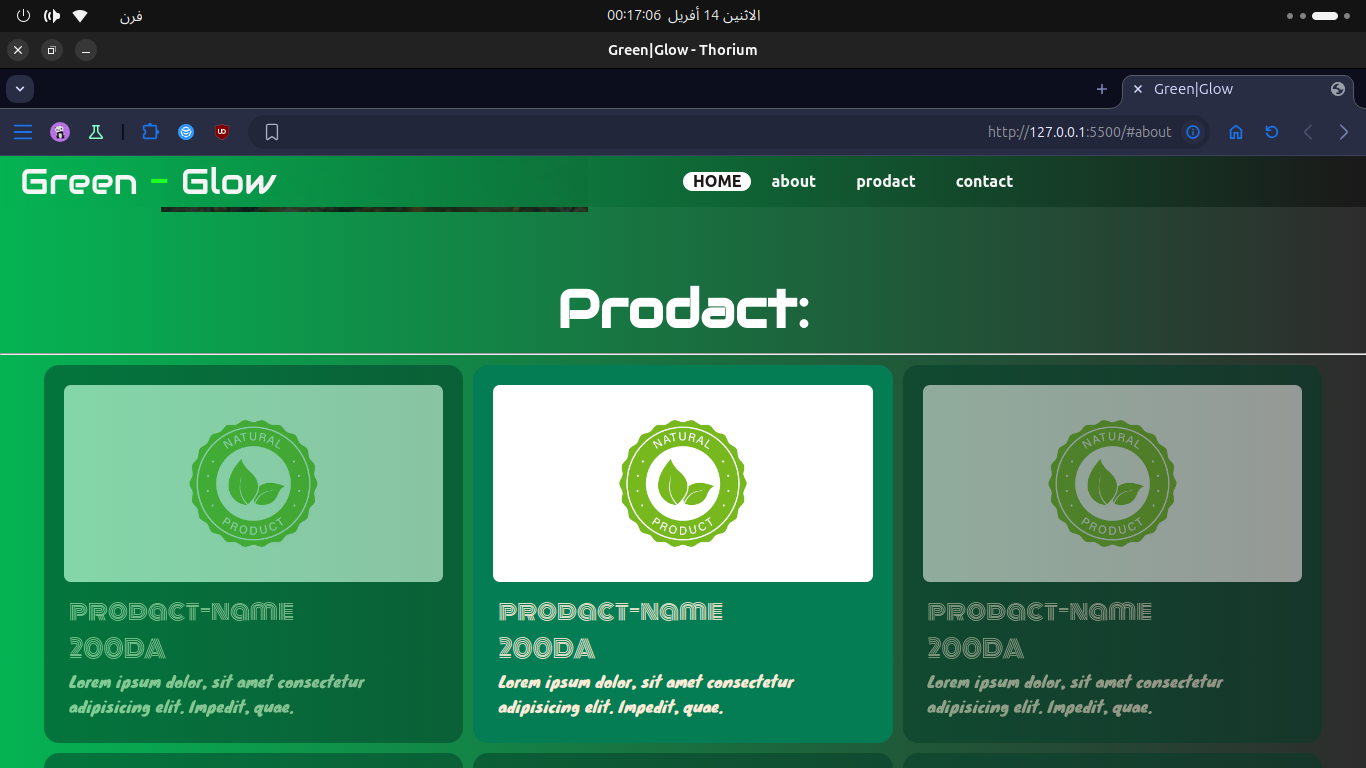 فرن
الاثنين 14 أفريل 00:17:06
Green|Glow - Thorium
Green|Glow
http://127.0.0.1:5500/#about
Green - Glow
HOME about prodact contact
Prodact:
NATURAL
PRODUCT
NATURAL
PRODUCT
NATURAL
PRODUCT
PRODACT-NAME
200DA
Lorem ipsum dolor, sit amet consectetur
adipisicing elit. Impedit, quae.
PRODACT-NAME
200DA
Lorem ipsum dolor, sit amet consectetur
adipisicing elit. Impedit, quae.
PRODACT-NAME
200DA
Lorem ipsum dolor, sit amet consectetur
adipisicing elit. Impedit, quae.